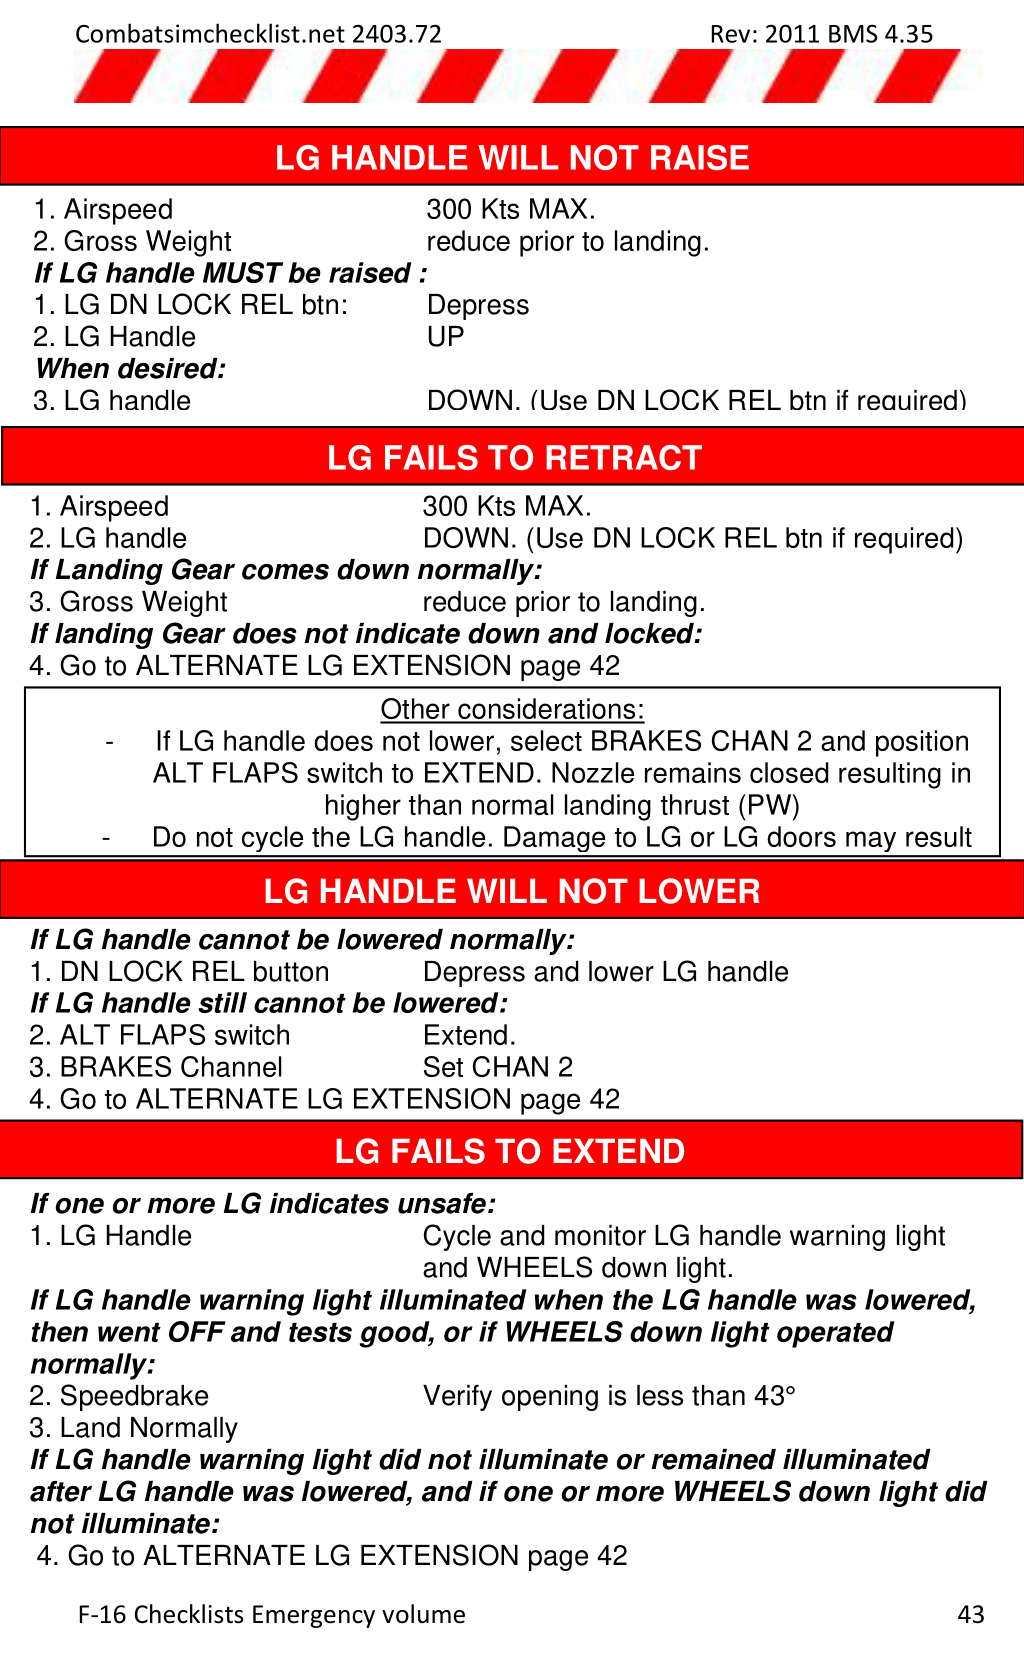 Combatsimchecklist.net 2403.72 Rev: 2011 BMS 4.35
LG HANDLE WILL NOT RAISE
1. Airspeed 300 Kts MAX.
2. Gross Weight reduce prior to landing.
If LG handle MUST be raised :
1. LG DN LOCK REL btn: Depress
2. LG Handle UP
When desired:
3. LG handle DOWN. (Use DN LOCK REL btn if required)
LG FAILS TO RETRACT
1. Airspeed 300 Kts MAX.
2. LG handle DOWN. (Use DN LOCK REL btn if required)
If Landing Gear comes down normally:
3. Gross Weight reduce prior to landing.
If landing Gear does not indicate down and locked:
4. Go to ALTERNATE LG EXTENSION page 42
Other considerations:
- If LG handle does not lower, select BRAKES CHAN 2 and position
ALT FLAPS switch to EXTEND. Nozzle remains closed resulting in
higher than normal landing thrust (PW)
- Do not cycle the LG handle. Damage to LG or LG doors may result
LG HANDLE WILL NOT LOWER
If LG handle cannot be lowered normally:
1. DN LOCK REL button Depress and lower LG handle
If LG handle still cannot be lowered:
2. ALT FLAPS switch Extend.
3. BRAKES Channel Set CHAN 2
4. Go to ALTERNATE LG EXTENSION page 42
LG FAILS TO EXTEND
If one or more LG indicates unsafe:
1. LG Handle Cycle and monitor LG handle warning light
and WHEELS down light.
If LG handle warning light illuminated when the LG handle was lowered,
then went OFF and tests good, or if WHEELS down light operated
normally:
2. Speedbrake Verify opening is less than 43°
3. Land Normally
If LG handle warning light did not illuminate or remained illuminated
after LG handle was lowered, and if one or more WHEELS down light did
not illuminate:
4. Go to ALTERNATE LG EXTENSION page 42
F-16 Checklists Emergency volume 43